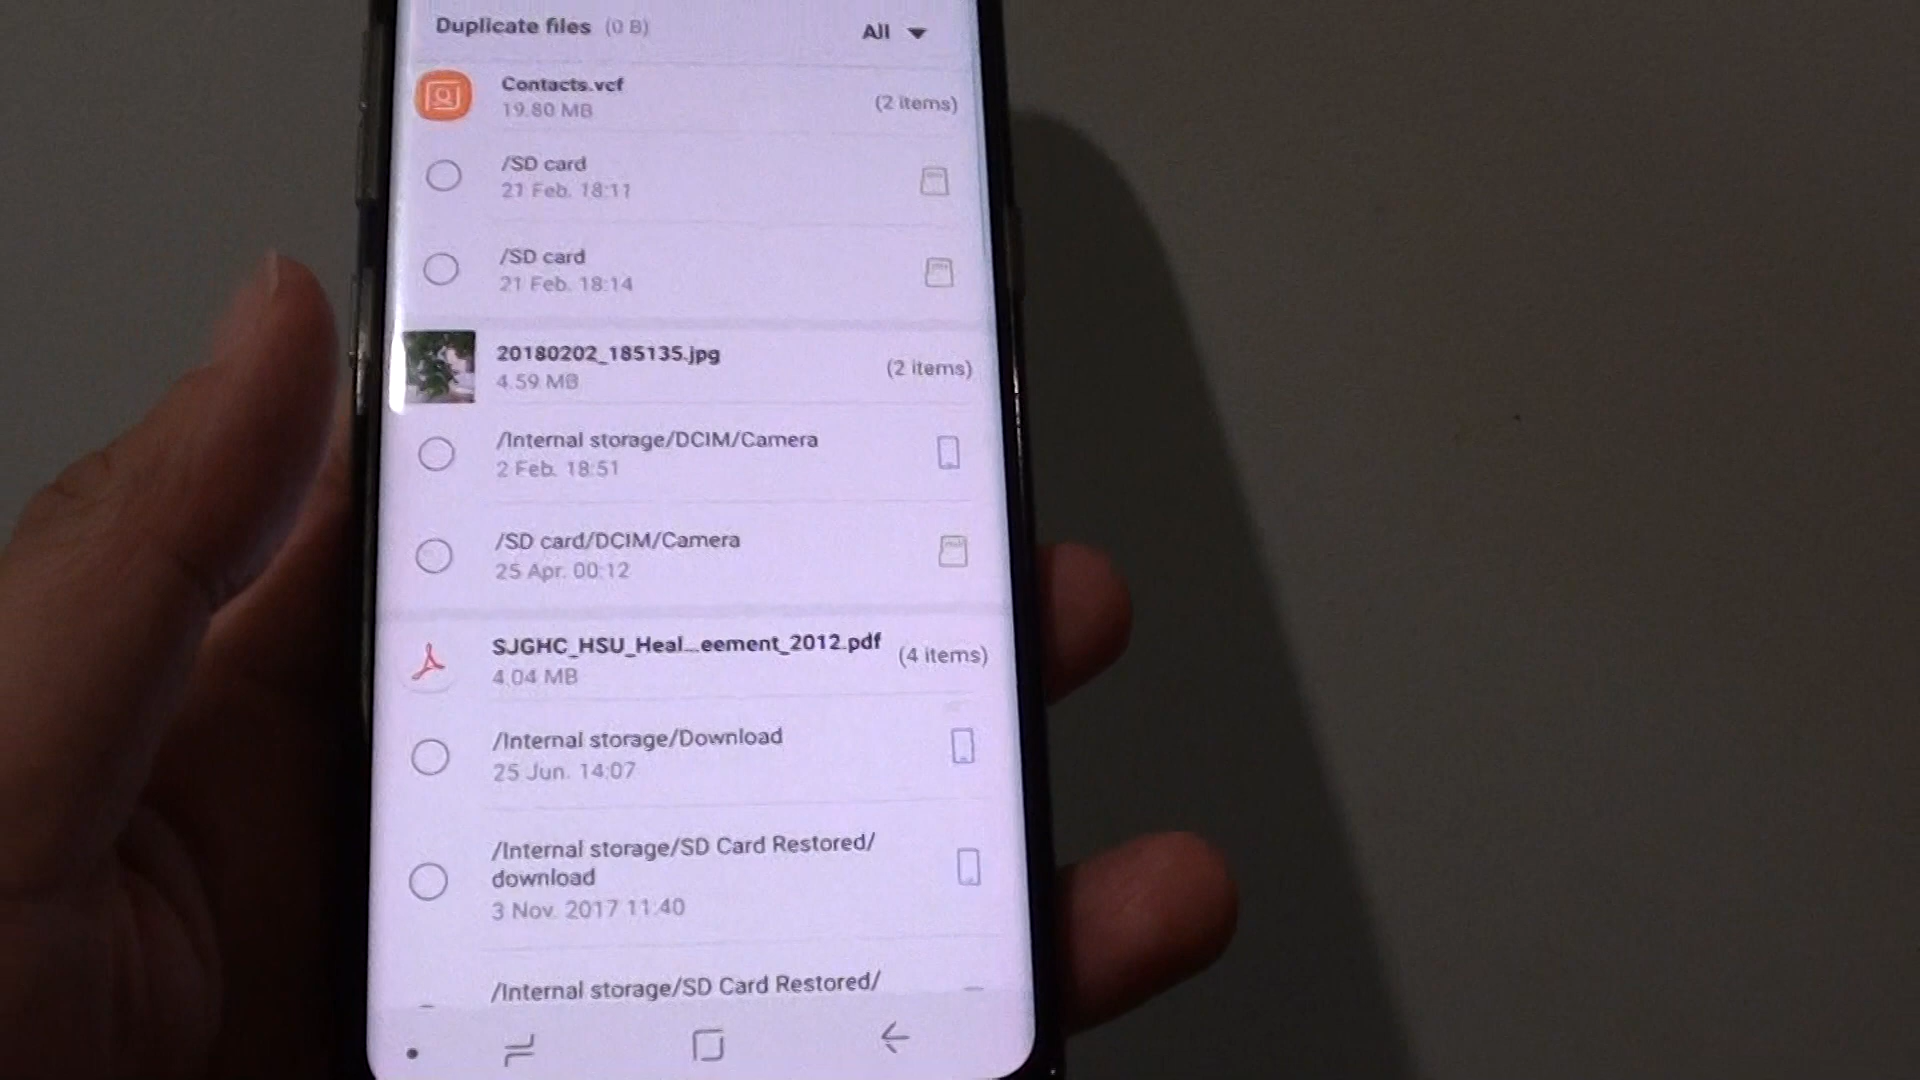 Duplicate files (0 B)
All
Contacts.vcf
19.80 MB
(2 items)
/SD card
21 Feb. 18:11
/SD card
21 Feb. 18:14
20180202_185135.jpg
4.59 MB
(2 items)
/Internal storage/DCIM/Camera
2 Feb. 18:51
/SD card/DCIM/Camera
25 Apr. 00:12
SJGHC_HSU_Heal...eement_2012.pdf
4.04 MB
(4 items)
/Internal storage/Download
25 Jun. 14:07
/Internal storage/SD Card Restored/
download
3 Nov. 2017 11:40
/Internal storage/SD Card Restored/